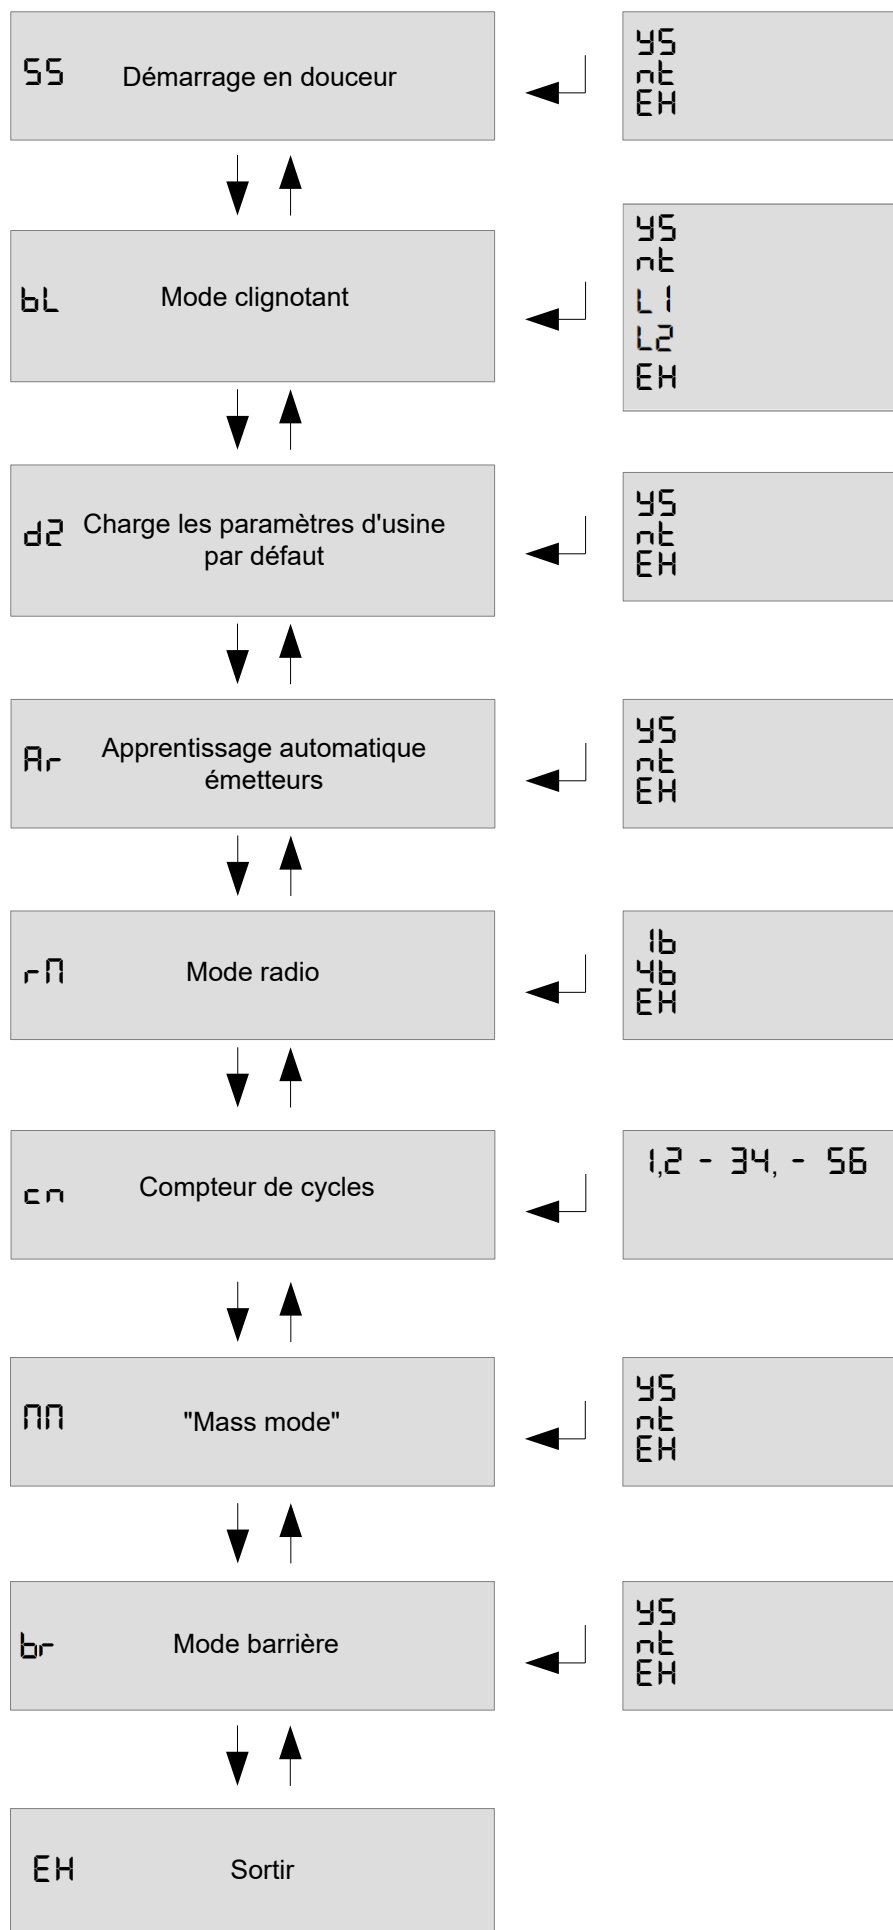 SS Démarrage en douceur
YS
nt
EH
bL Mode clignotant
YS
nt
L1
L2
EH
d2 Charge les paramètres d'usine
par défaut
YS
nt
EH
Ar Apprentissage automatique
émetteurs
YS
nt
EH
rM Mode radio
1b
4b
EH
cn Compteur de cycles
1,2 - 34, - 56
MM "Mass mode"
YS
nt
EH
br Mode barrière
YS
nt
EH
EH Sortir